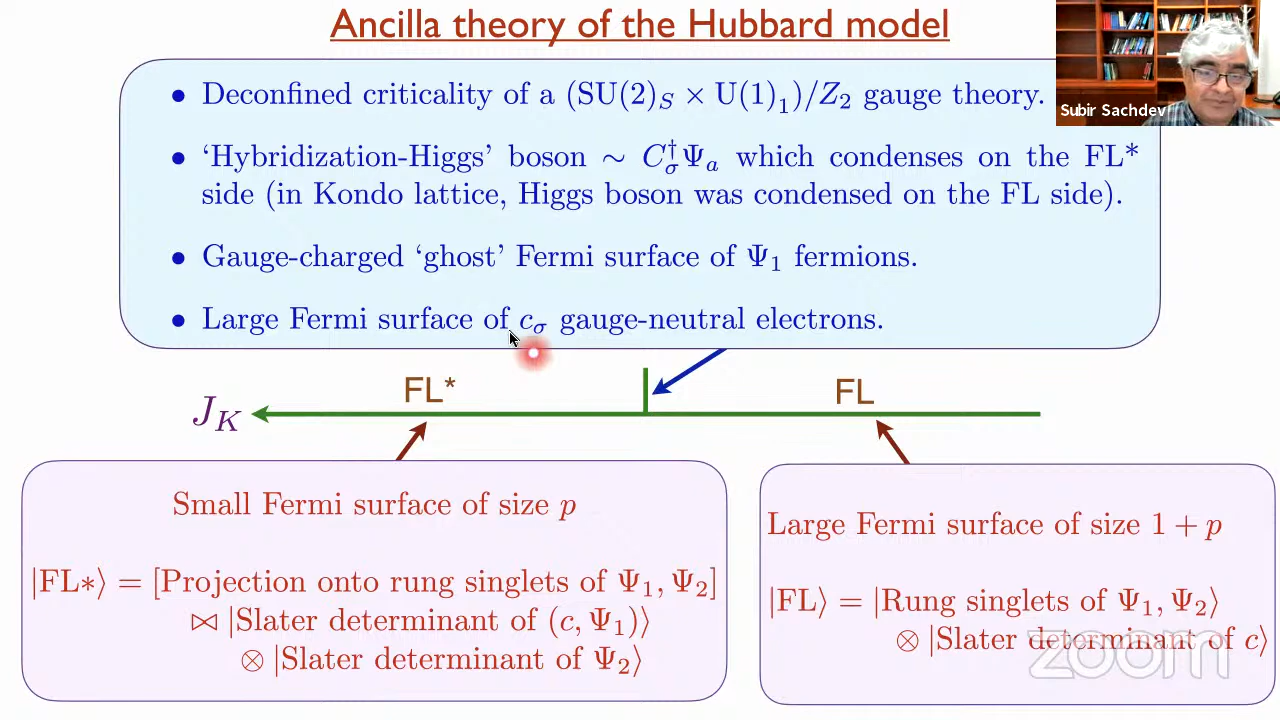 Ancilla theory of the Hubbard model
• Deconfined criticality of a (SU(2)_S × U(1)_1)/Z_2 gauge theory.
• ‘Hybridization-Higgs’ boson ∼ C_σ^† Ψ_a which condenses on the FL*
side (in Kondo lattice, Higgs boson was condensed on the FL side).
• Gauge-charged ‘ghost’ Fermi surface of Ψ_1 fermions.
• Large Fermi surface of c_σ gauge-neutral electrons.
Subir Sachdev
J_K
FL*
FL
Small Fermi surface of size p
|FL∗⟩ = [Projection onto rung singlets of Ψ_1, Ψ_2]
⋈ |Slater determinant of (c, Ψ_1)⟩
⊗ |Slater determinant of Ψ_2⟩
Large Fermi surface of size 1 + p
|FL⟩ = |Rung singlets of Ψ_1, Ψ_2⟩
⊗ |Slater determinant of c⟩
zoom